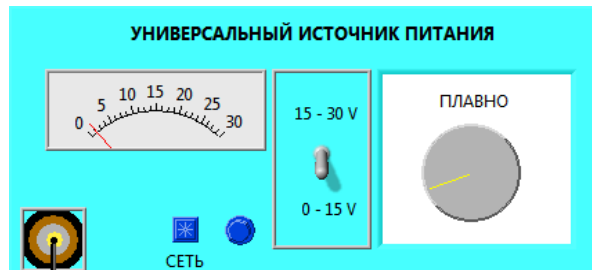 УНИВЕРСАЛЬНЫЙ ИСТОЧНИК ПИТАНИЯ
0 5 10 15 20 25 30
15 - 30 V
0 - 15 V
ПЛАВНО
СЕТЬ